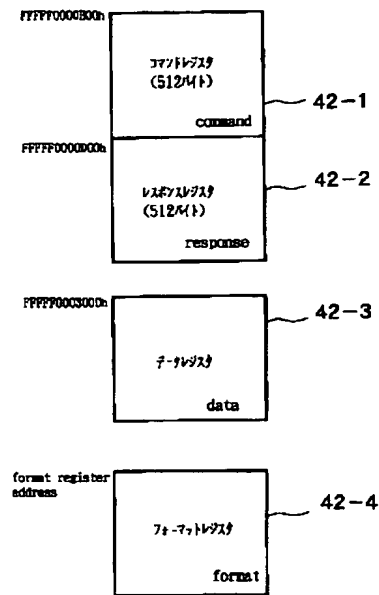 FFFFF0000B00h
コマンドレジスタ
(512バイト)
42-1
command
FFFFF0000D00h
レスポンスレジスタ
(512バイト)
42-2
response
FFFFF0003000h
42-3
データレジスタ
data
format register
address
42-4
フォーマットレジスタ
format